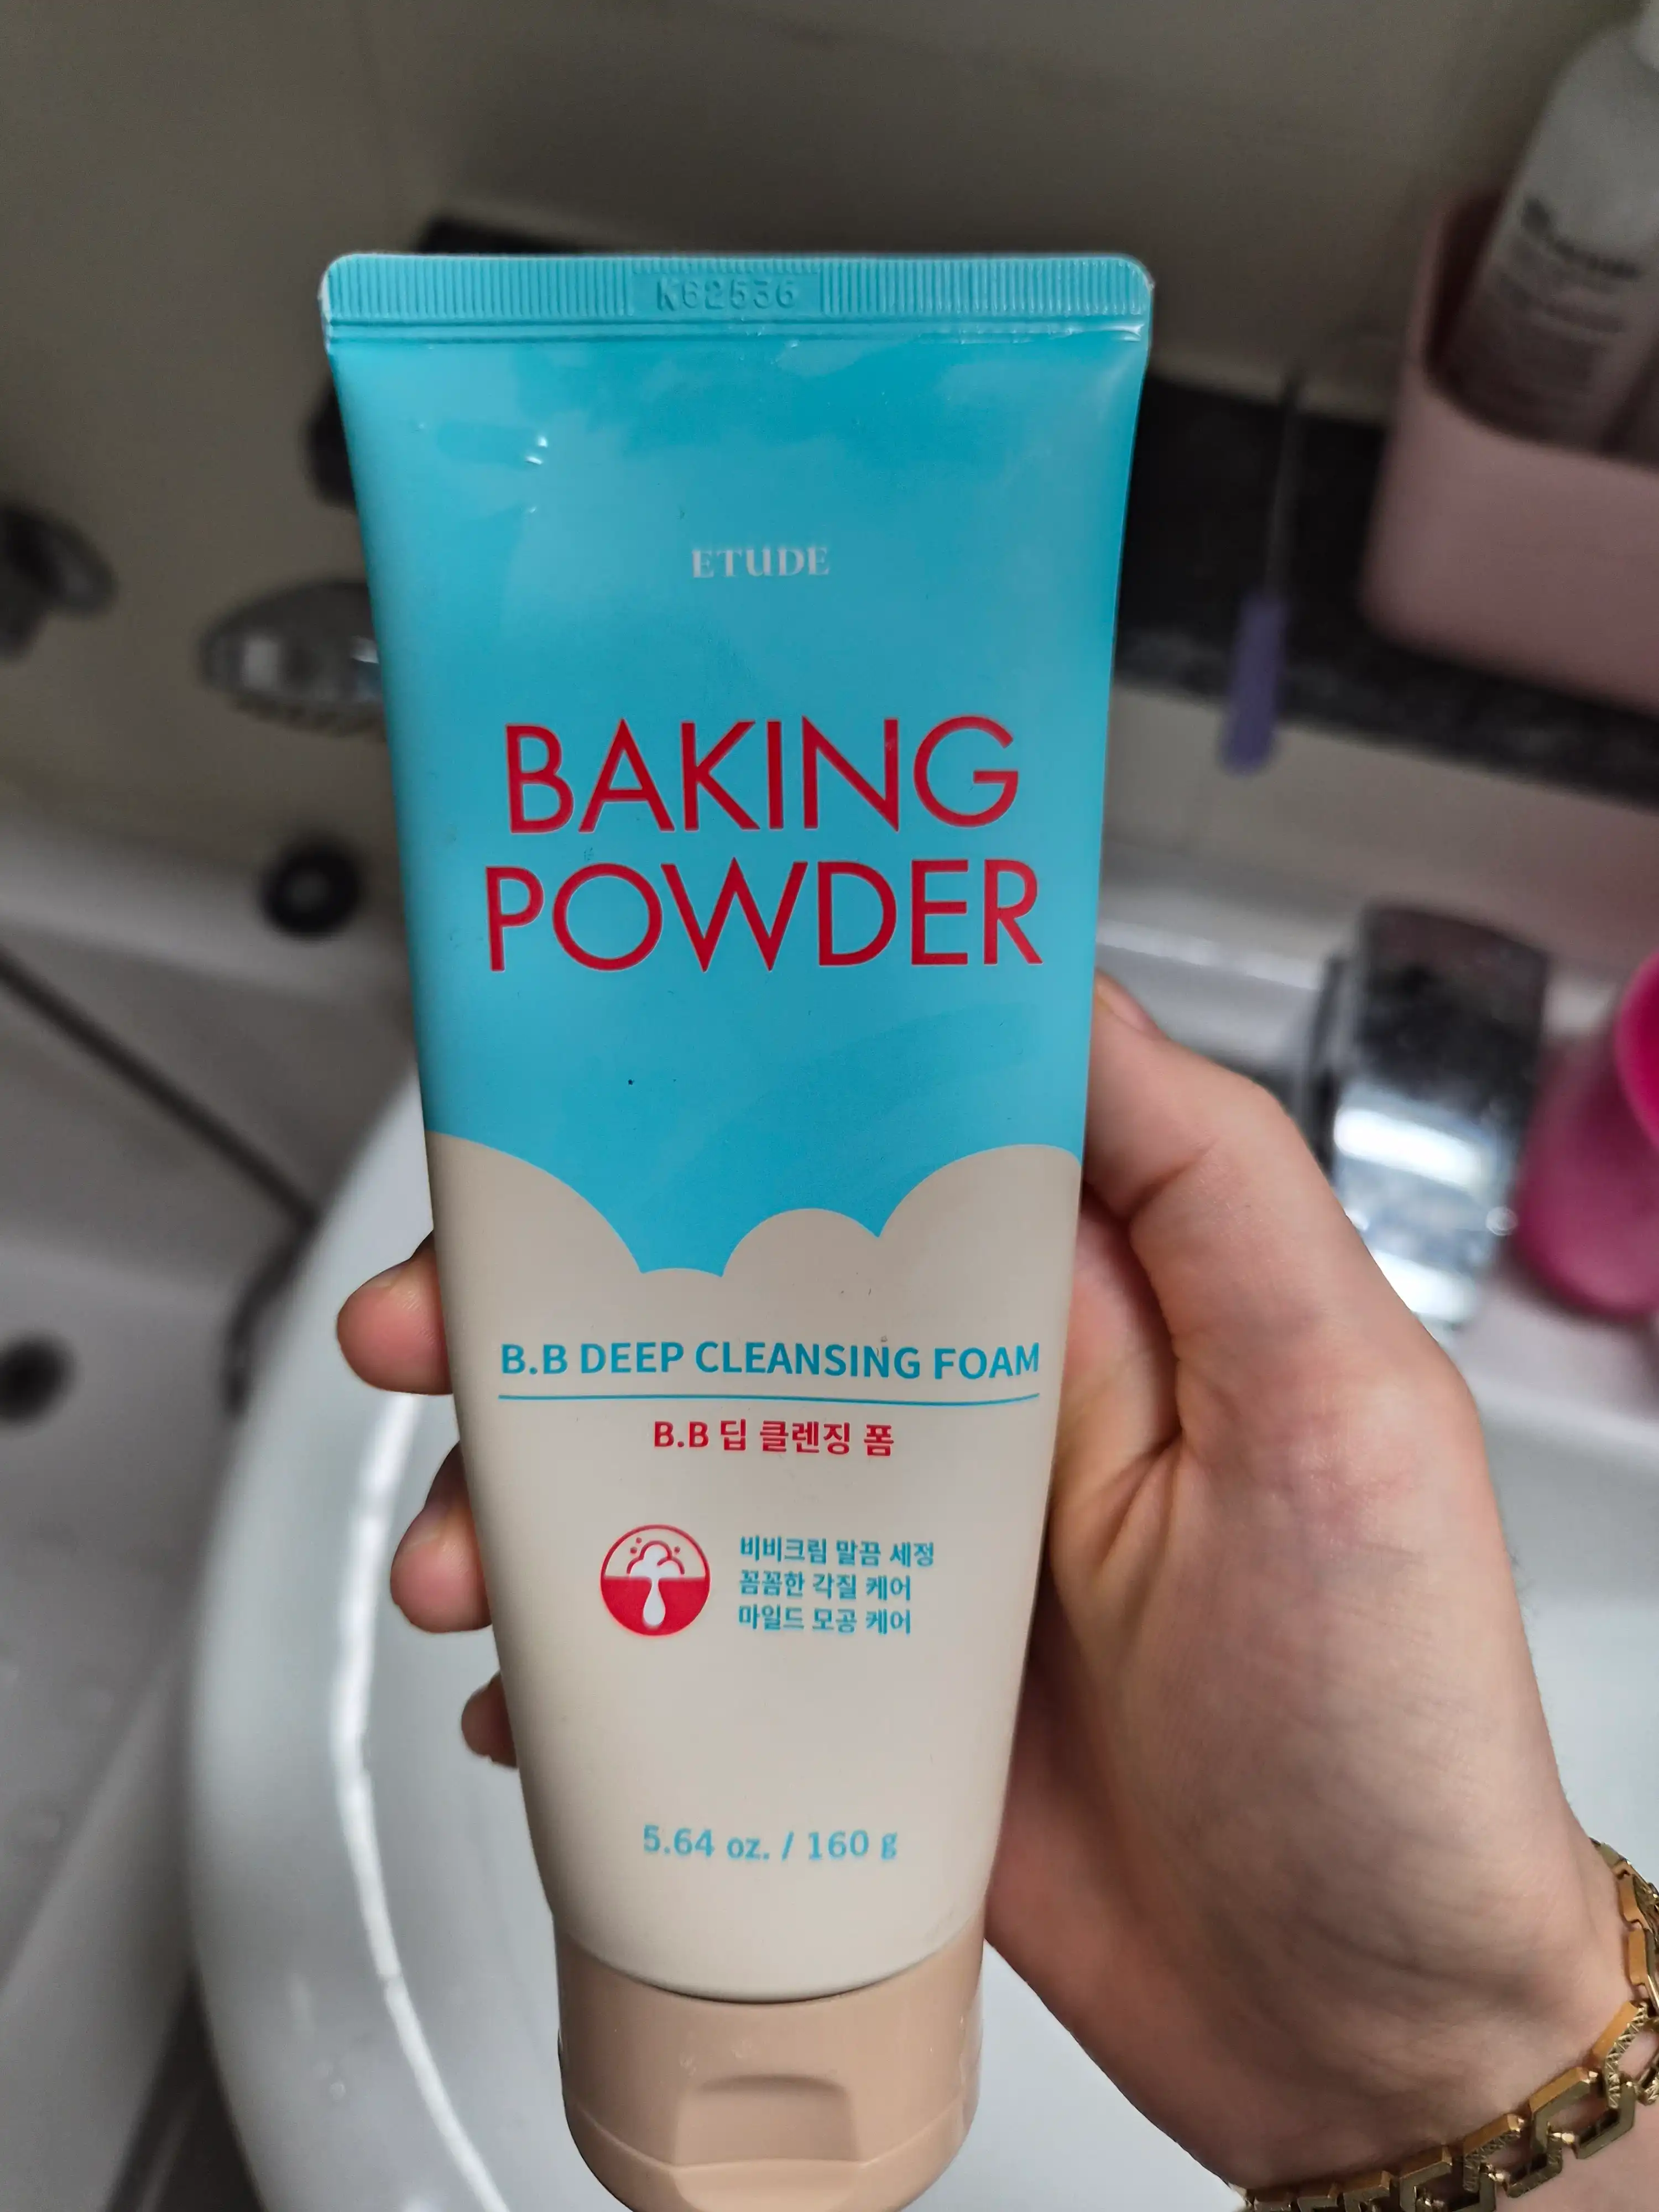 K62536
ETUDE
BAKING
POWDER
B.B DEEP CLEANSING FOAM
B.B 딥 클렌징 폼
비비크림 말끔 세정
꼼꼼한 각질 케어
마일드 모공 케어
5.64 oz. / 160 g